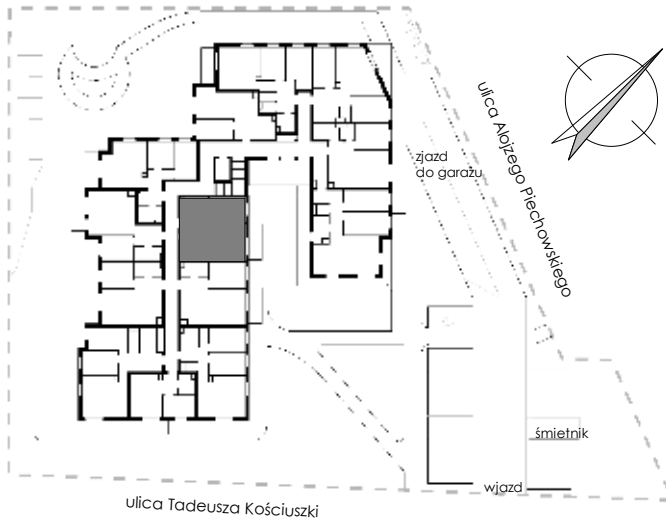 ulica Alojzego Piechowskiego
zjazd
do garażu
śmietnik
wjazd
ulica Tadeusza Kościuszki